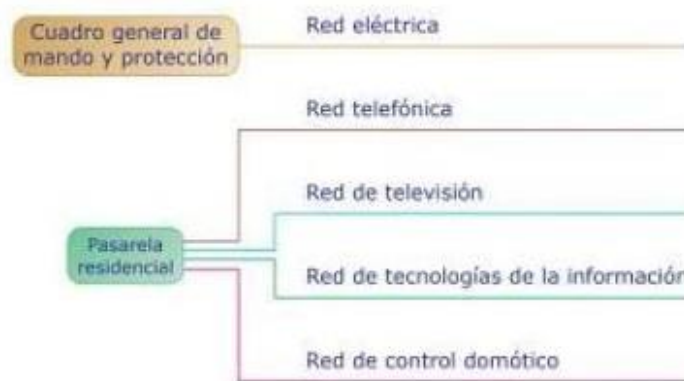 Cuadro general de
mando y protección
Red eléctrica
Red telefónica
Red de televisión
Pasarela
residencial
Red de tecnologías de la información
Red de control domótico